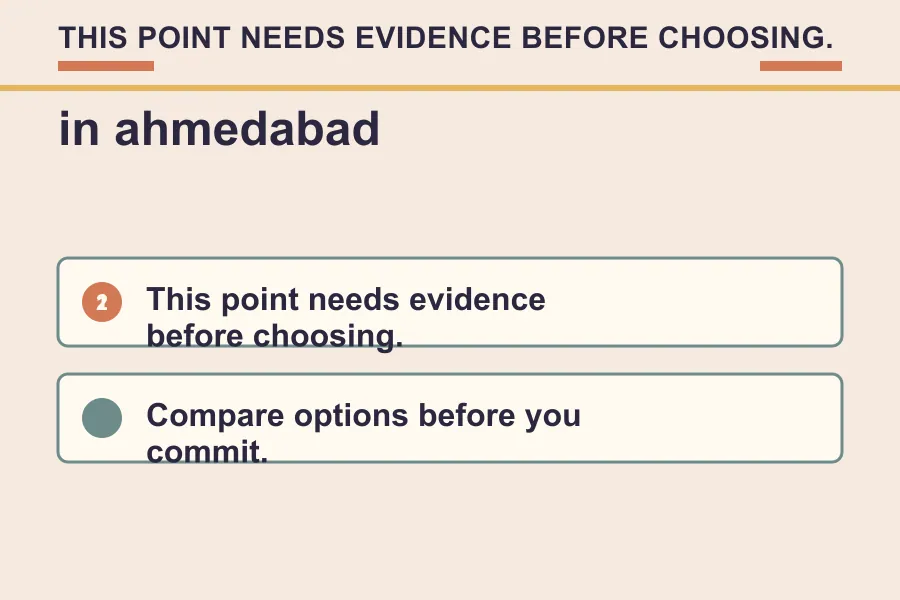 THIS POINT NEEDS EVIDENCE BEFORE CHOOSING.
in ahmedabad
2
This point needs evidence
before choosing.
Compare options before you
commit.